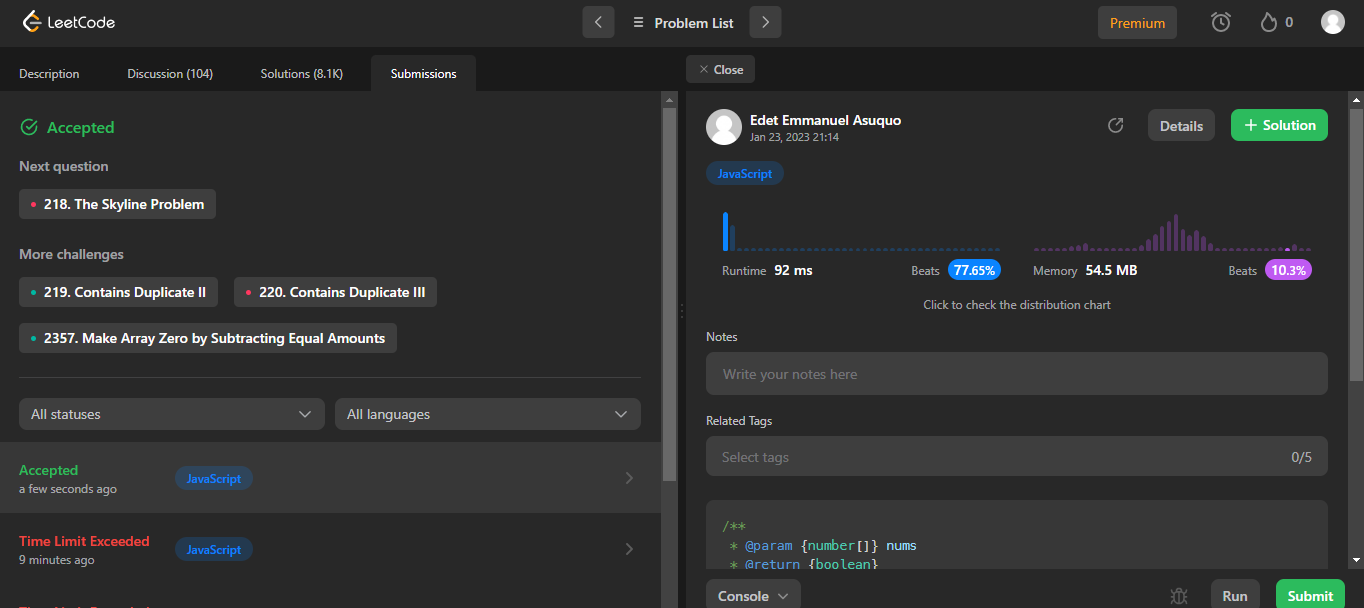 LeetCode
Problem List
Premium
0
Description
Discussion (104)
Solutions (8.1K)
Submissions
Close
Accepted
Next question
218. The Skyline Problem
More challenges
219. Contains Duplicate II
220. Contains Duplicate III
2357. Make Array Zero by Subtracting Equal Amounts
All statuses
All languages
Accepted
a few seconds ago
JavaScript
Time Limit Exceeded
9 minutes ago
JavaScript
Edet Emmanuel Asuquo
Jan 23, 2023 21:14
Details
+ Solution
JavaScript
Runtime 92 ms
Beats 77.65%
Memory 54.5 MB
Beats 10.3%
Click to check the distribution chart
Notes
Write your notes here
Related Tags
Select tags
0/5
/**
* @param {number[]} nums
* @return {boolean}
Console
Run
Submit